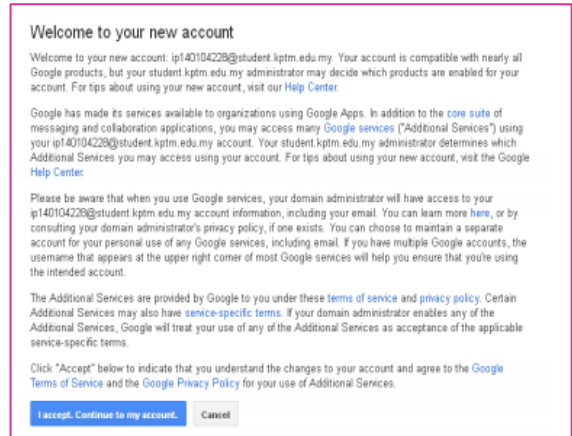 Welcome to your new account
Welcome to your new account: ip140104228@student.kptm.edu.my. Your account is compatible with nearly all
Google products, but your student.kptm.edu.my administrator may decide which products are enabled for your
account. For tips about using your new account, visit our Help Center.
Google has made its services available to organizations using Google Apps. In addition to the core suite of
messaging and collaboration applications, you may access many Google services ("Additional Services") using
your ip140104228@student.kptm.edu.my account. Your student.kptm.edu.my administrator determines which
Additional Services you may access using your account. For tips about using your new account, visit the Google
Help Center.
Please be aware that when you use Google services, your domain administrator will have access to your
ip140104228@student.kptm.edu.my account information, including your email. You can learn more here, or by
consulting your domain administrator's privacy policy, if one exists. You can choose to maintain a separate
account for your personal use of any Google services, including email. If you have multiple Google accounts, the
username that appears at the upper right corner of most Google services will help you ensure that you're using
the intended account.
The Additional Services are provided by Google to you under these terms of service and privacy policy. Certain
Additional Services may also have service-specific terms. If your domain administrator enables any of the
Additional Services, Google will treat your use of any of the Additional Services as acceptance of the applicable
service-specific terms.
Click "Accept" below to indicate that you understand the changes to your account and agree to the Google
Terms of Service and the Google Privacy Policy for your use of Additional Services.
I accept. Continue to my account. Cancel